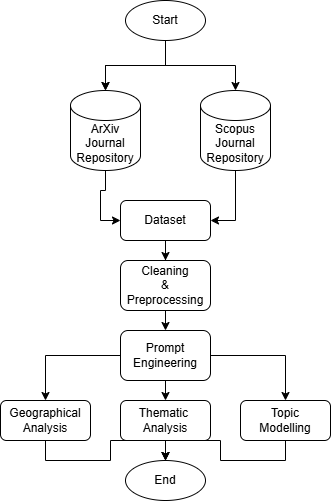 Start
ArXiv
Journal
Repository
Scopus
Journal
Repository
Dataset
Cleaning
&
Preprocessing
Prompt
Engineering
Geographical
Analysis
Thematic
Analysis
Topic
Modelling
End